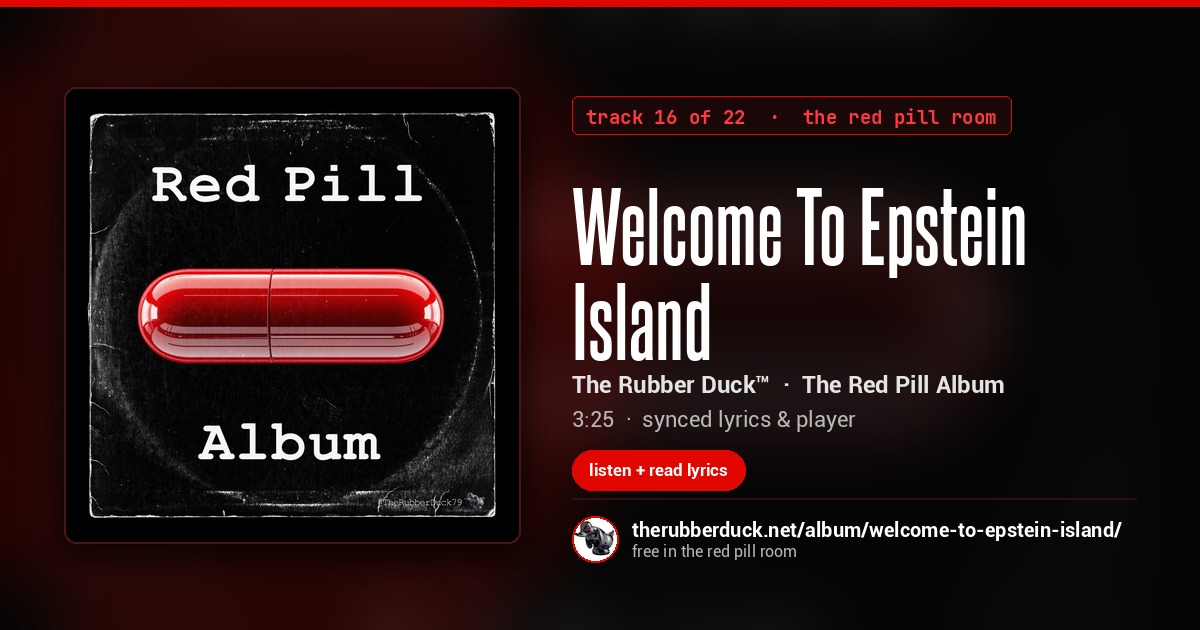 Red Pill
Album
#TheRubberDuck79
track 16 of 22 · the red pill room
Welcome To Epstein
Island
The Rubber Duck™ · The Red Pill Album
3:25 · synced lyrics & player
listen + read lyrics
therubberduck.net/album/welcome-to-epstein-island/
free in the red pill room